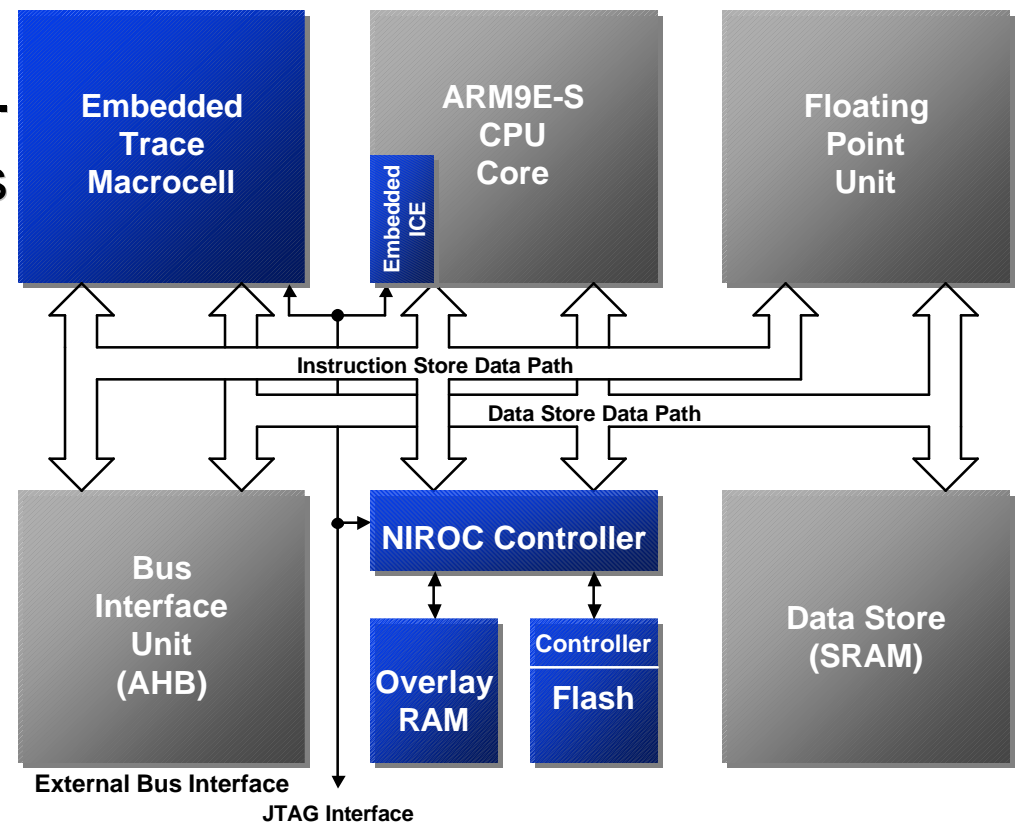 Embedded
Trace
Macrocell
ARM9E-S
CPU
Core
Embedded
ICE
Floating
Point
Unit
Instruction Store Data Path
Data Store Data Path
Bus
Interface
Unit
(AHB)
NIROC Controller
Overlay
RAM
Controller
Flash
Data Store
(SRAM)
External Bus Interface
JTAG Interface